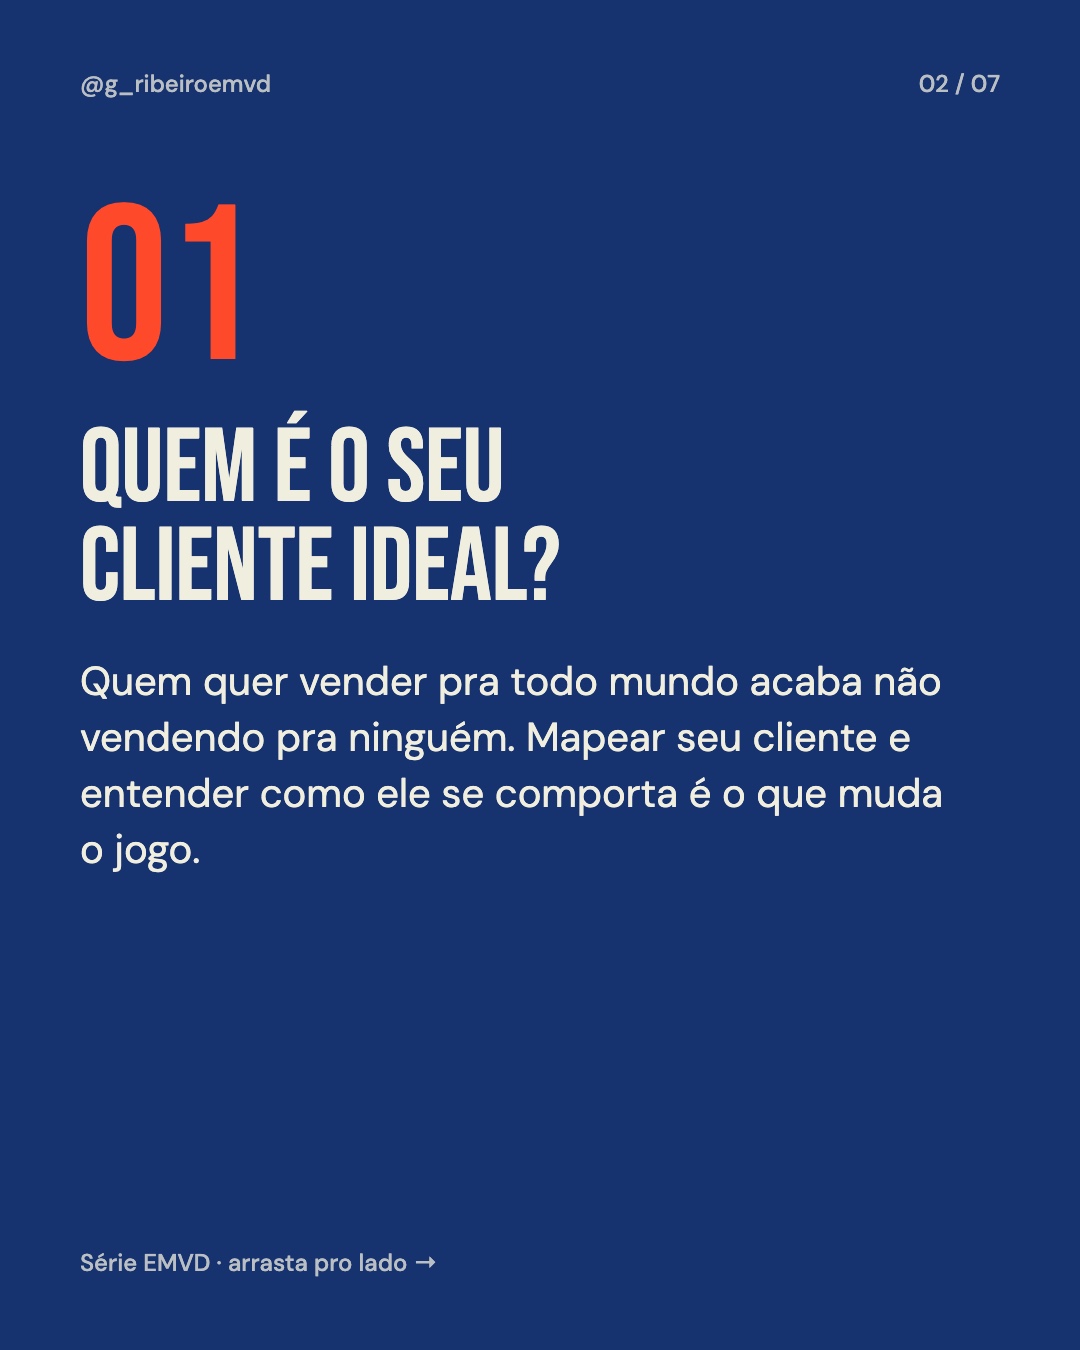 @g_ribeiroemvd
02 / 07
01
QUEM É O SEU
CLIENTE IDEAL?
Quem quer vender pra todo mundo acaba não
vendendo pra ninguém. Mapear seu cliente e
entender como ele se comporta é o que muda
o jogo.
Série EMVD · arrasta pro lado →